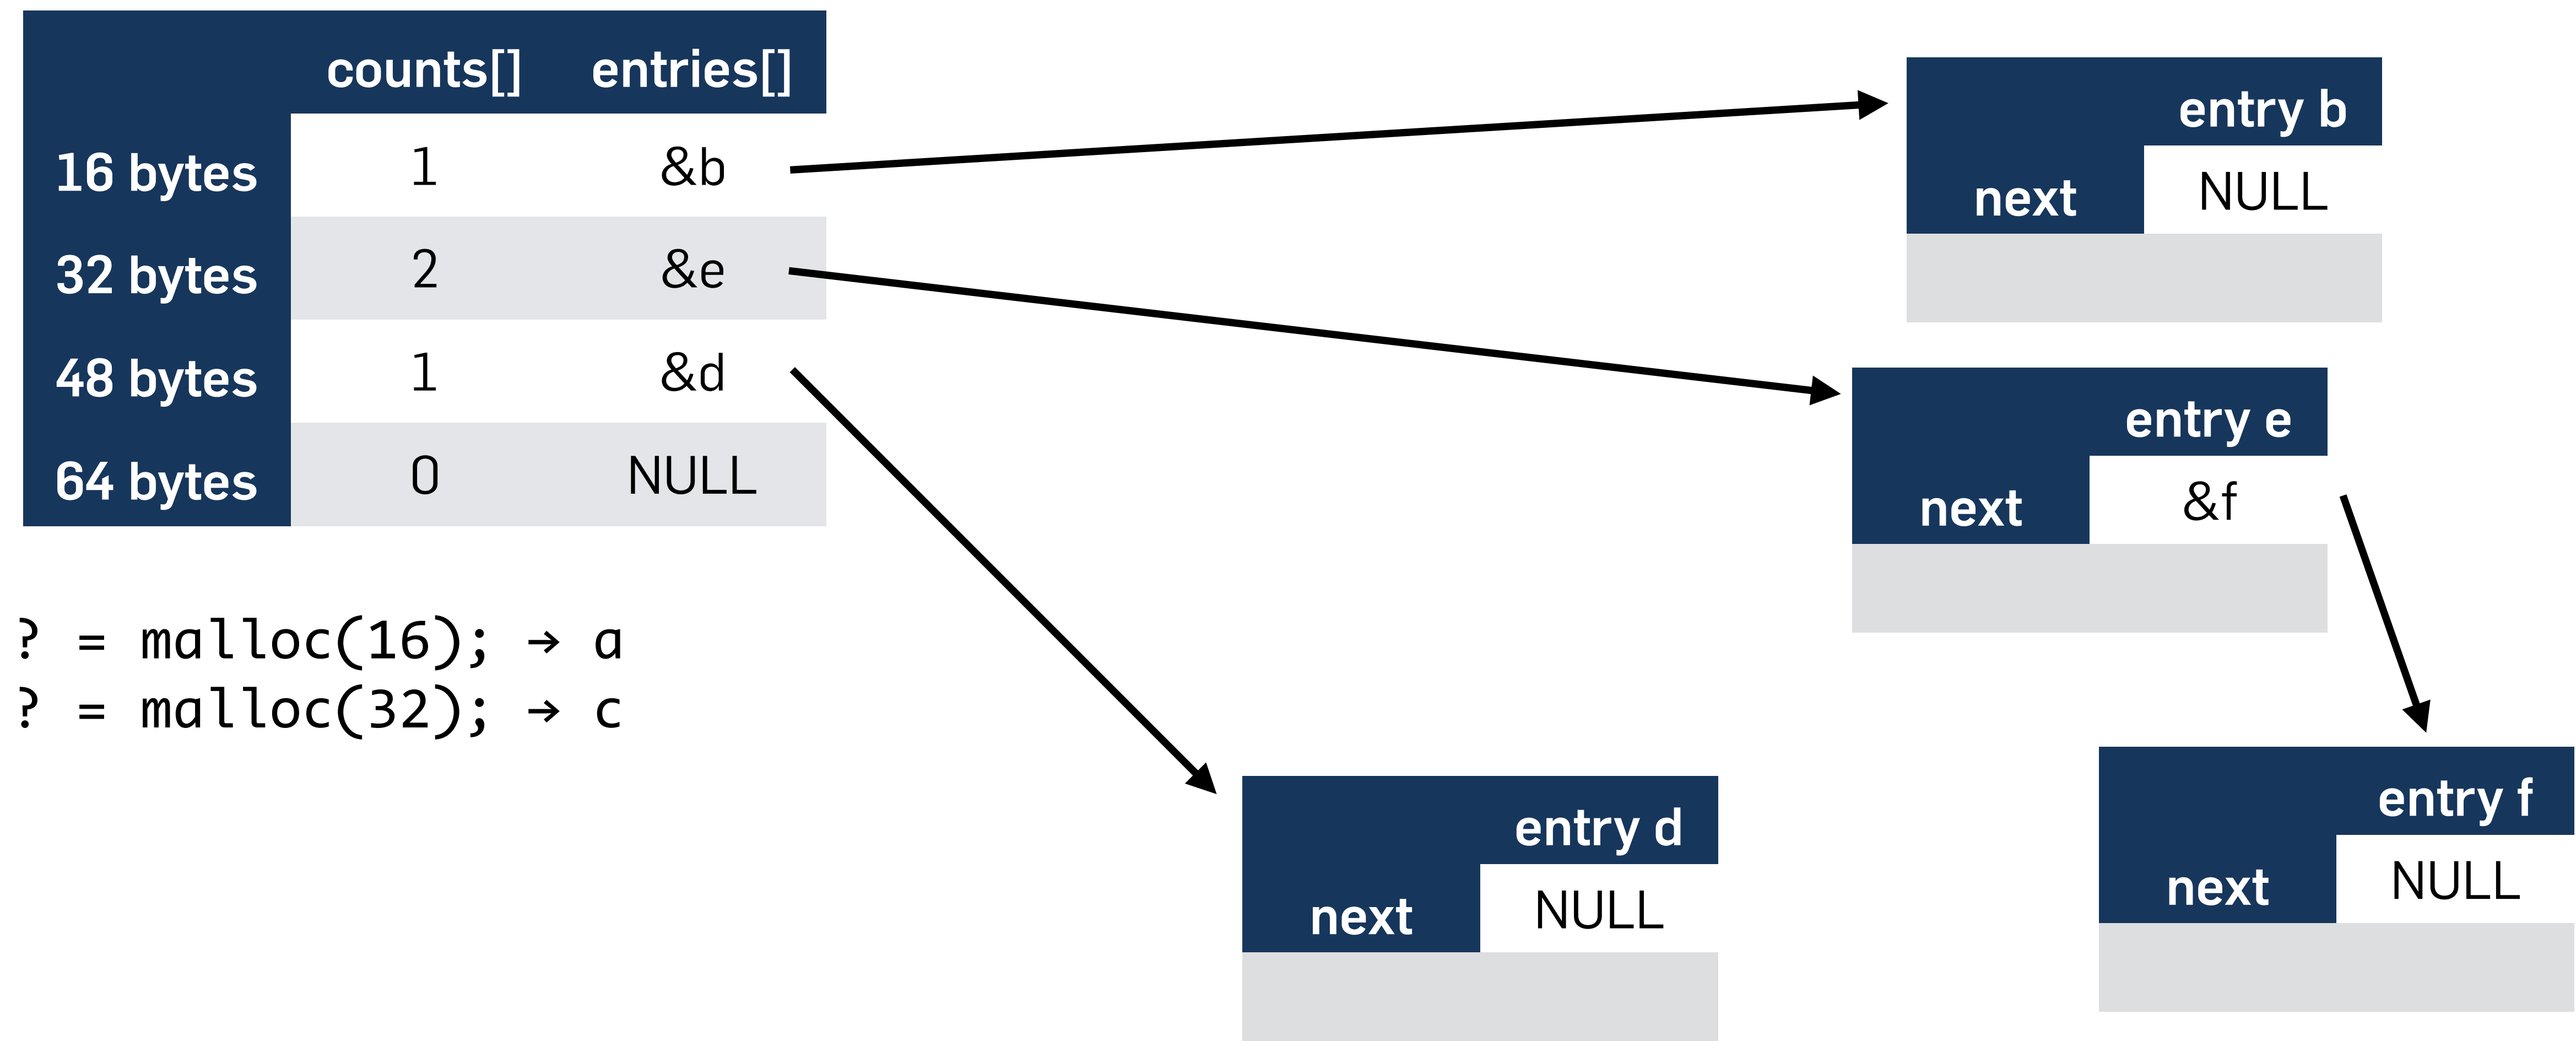 counts[] entries[]
16 bytes 1 &b
32 bytes 2 &e
48 bytes 1 &d
64 bytes 0 NULL
? = malloc(16); → a
? = malloc(32); → c
entry b
next NULL
entry e
next &f
entry d
next NULL
entry f
next NULL